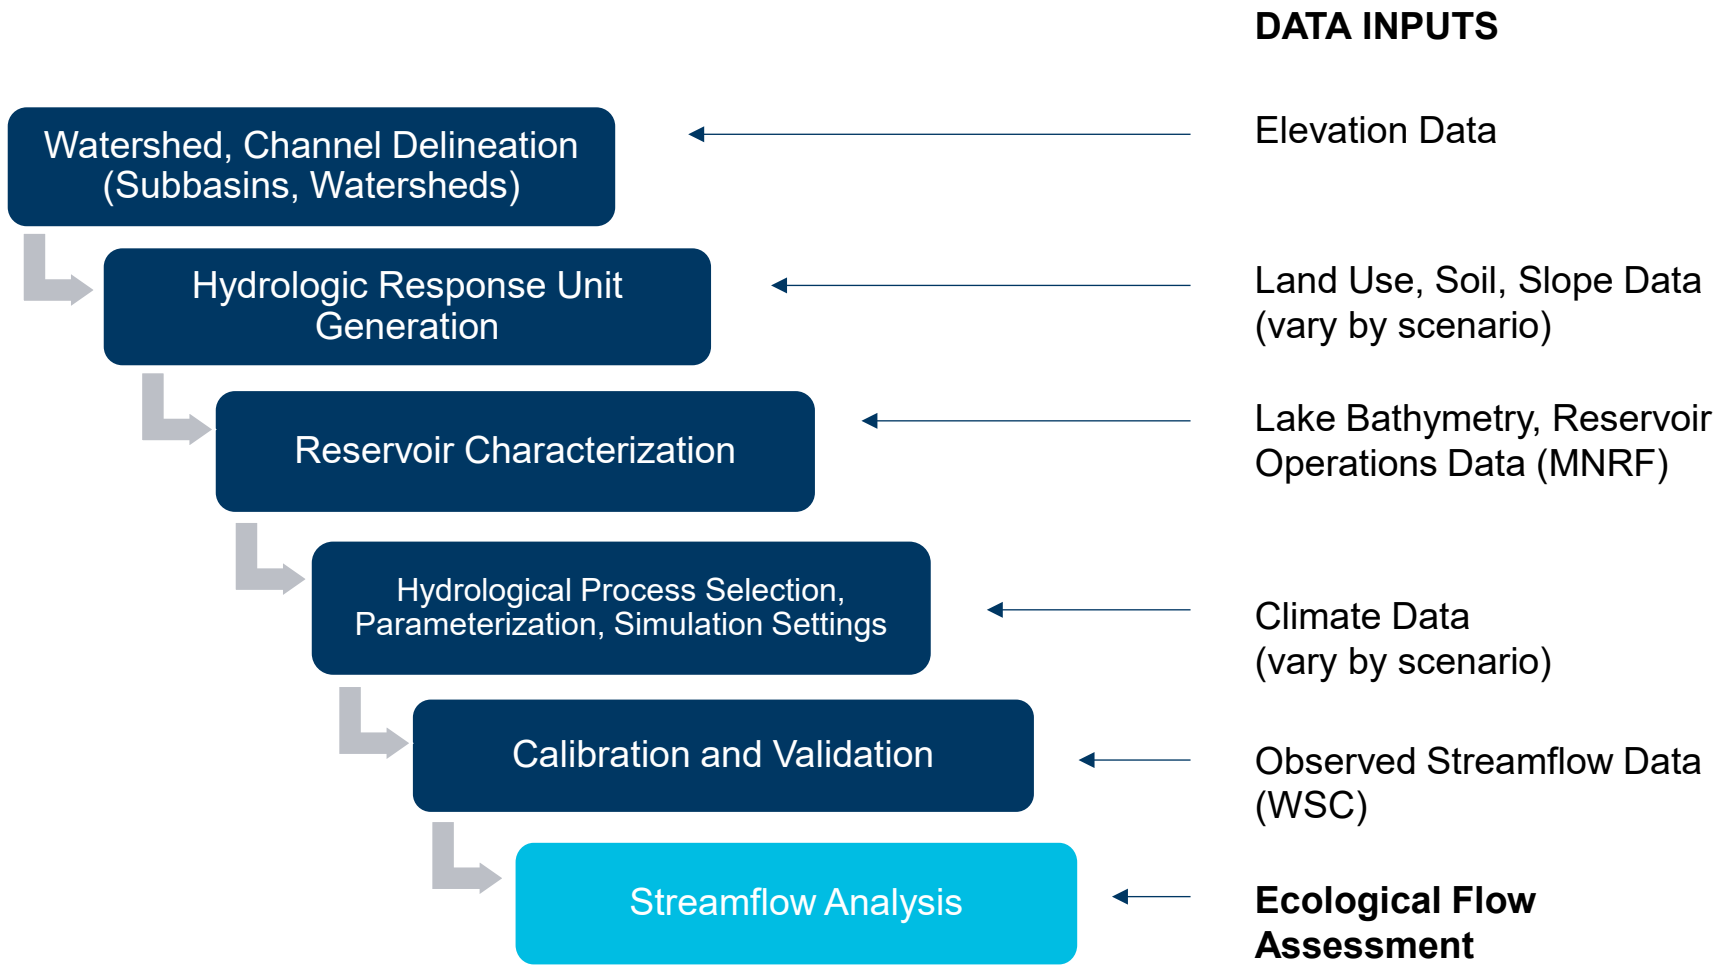 DATA INPUTS
Watershed, Channel Delineation
(Subbasins, Watersheds)
Elevation Data
Hydrologic Response Unit
Generation
Land Use, Soil, Slope Data
(vary by scenario)
Reservoir Characterization
Lake Bathymetry, Reservoir
Operations Data (MNRF)
Hydrological Process Selection,
Parameterization, Simulation Settings
Climate Data
(vary by scenario)
Calibration and Validation
Observed Streamflow Data
(WSC)
Streamflow Analysis
Ecological Flow
Assessment